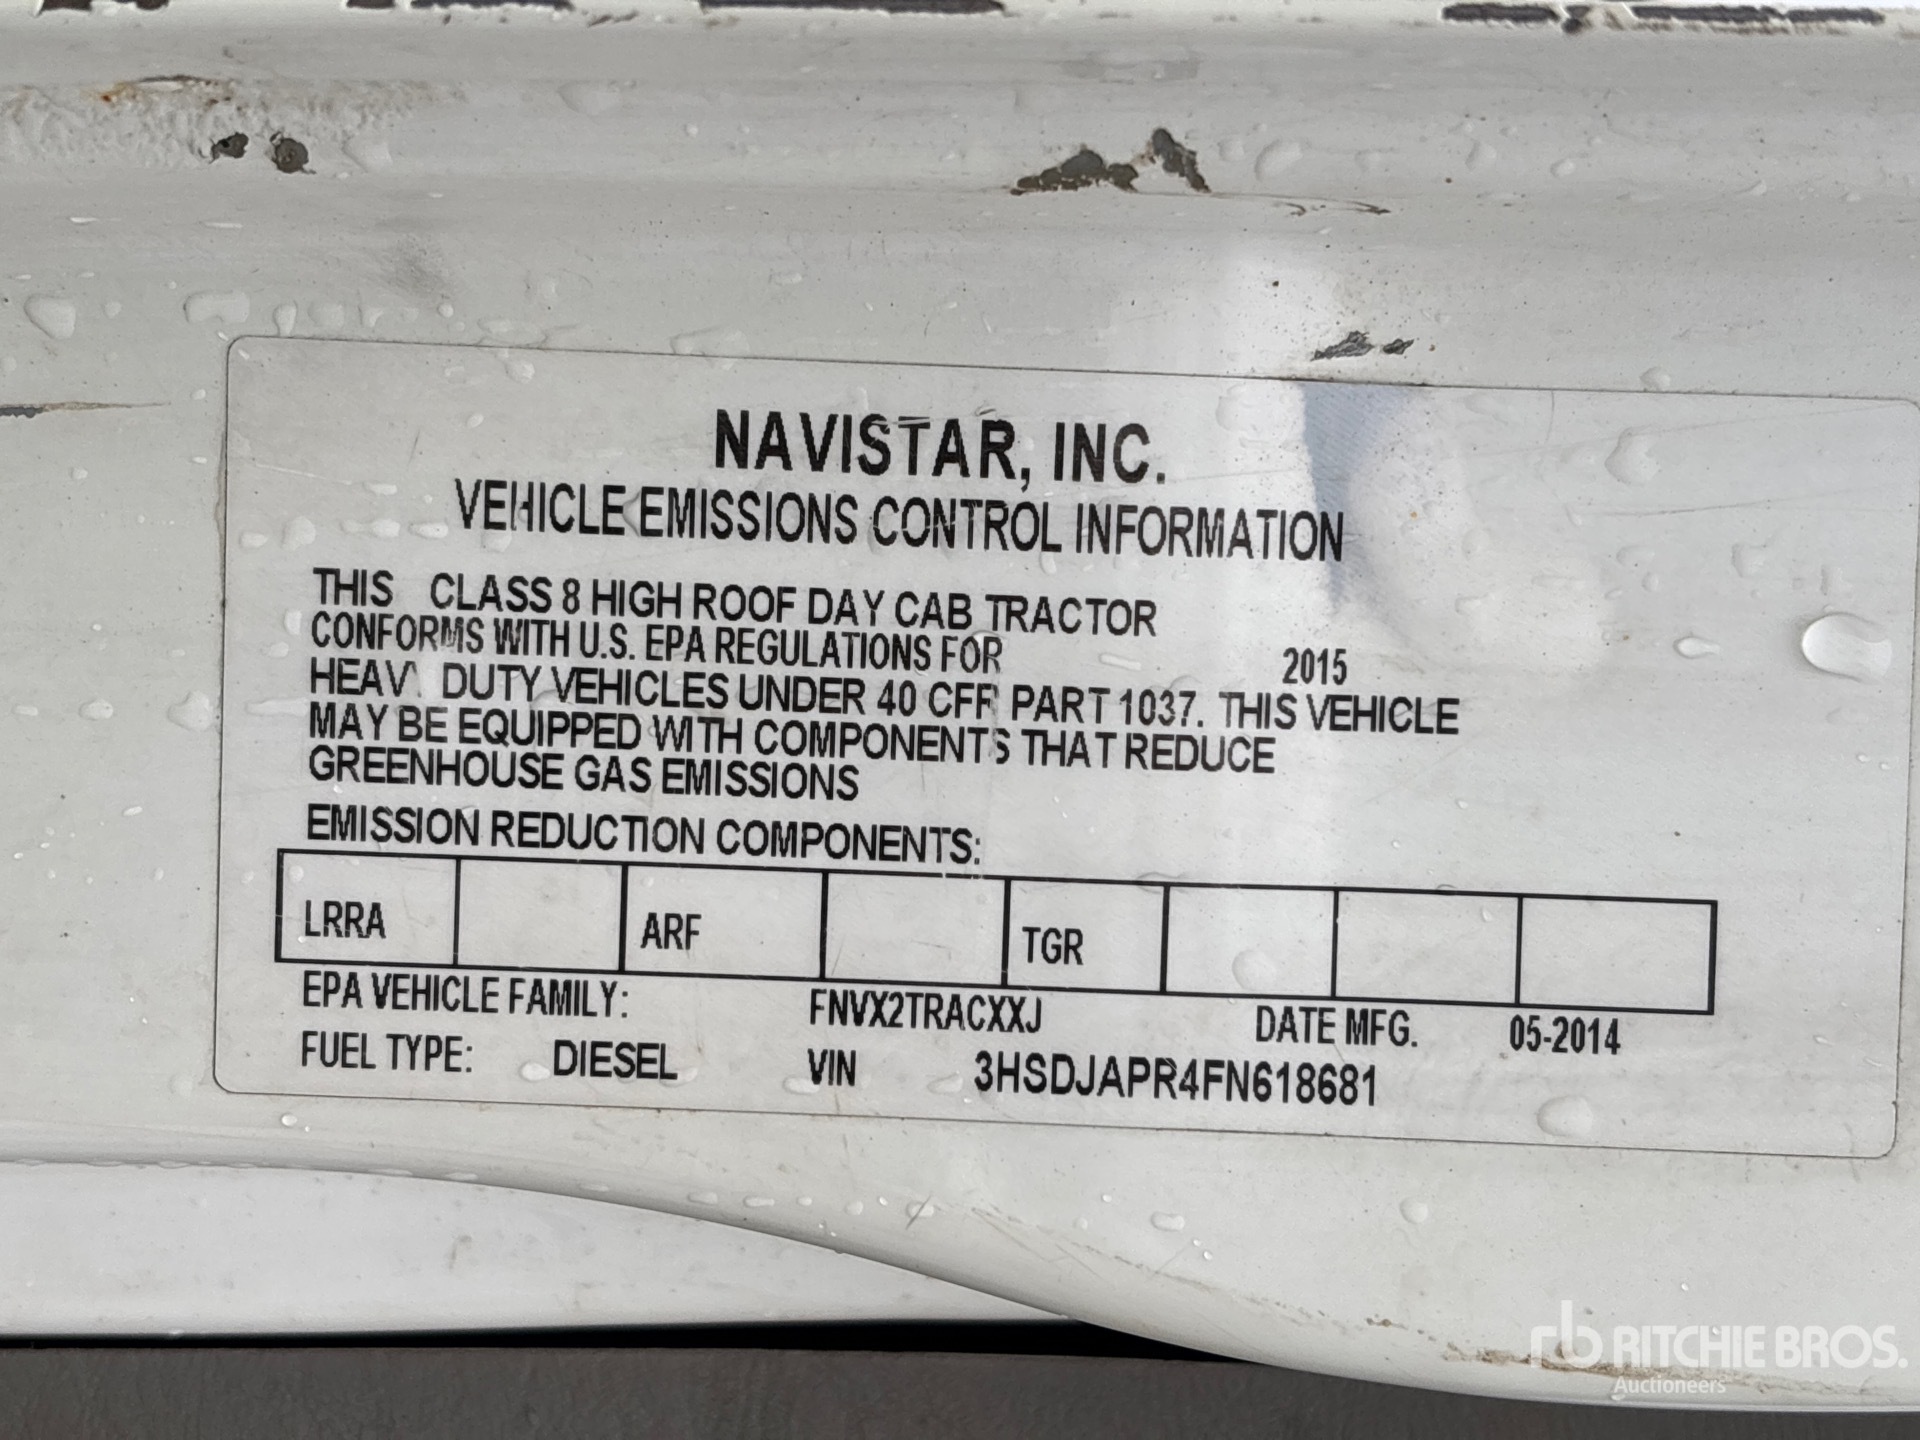 NAVISTAR, INC.
VEHICLE EMISSIONS CONTROL INFORMATION
THIS CLASS 8 HIGH ROOF DAY CAB TRACTOR
CONFORMS WITH U.S. EPA REGULATIONS FOR 2015
HEAVY DUTY VEHICLES UNDER 40 CFR PART 1037. THIS VEHICLE
MAY BE EQUIPPED WITH COMPONENTS THAT REDUCE
GREENHOUSE GAS EMISSIONS
EMISSION REDUCTION COMPONENTS:
LRRA ARF TGR
EPA VEHICLE FAMILY: FNVX2TRACXXJ DATE MFG. 05-2014
FUEL TYPE: DIESEL VIN 3HSDJAPR4FN618681
rb RITCHIE BROS.
Auctioneers